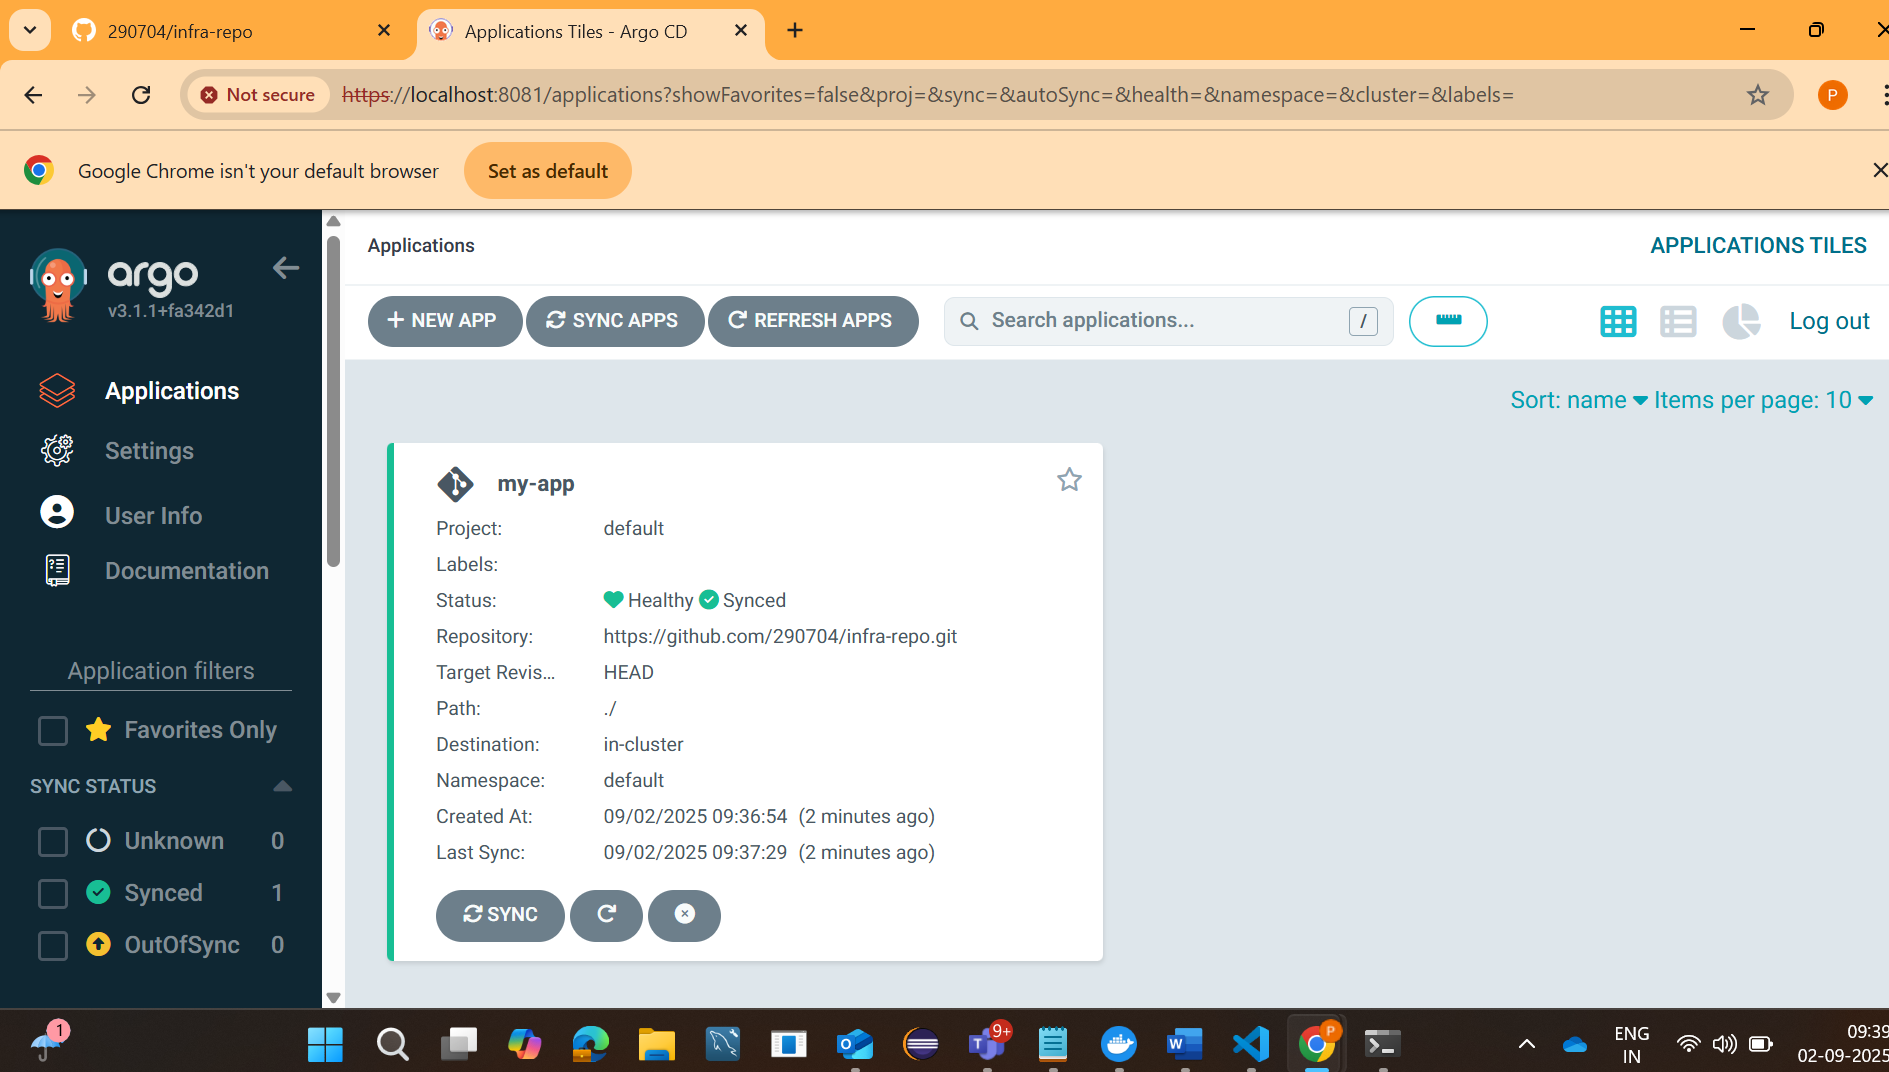 290704/infra-repo
Applications Tiles - Argo CD
Not secure
https://localhost:8081/applications?showFavorites=false&proj=&sync=&autoSync=&health=&namespace=&cluster=&labels=
P
Google Chrome isn't your default browser
Set as default
argo
v3.1.1+fa342d1
Applications
Settings
User Info
Documentation
Application filters
Favorites Only
SYNC STATUS
Unknown 0
Synced 1
OutOfSync 0
Applications
APPLICATIONS TILES
+ NEW APP
SYNC APPS
REFRESH APPS
Search applications...
/
Log out
Sort: name
Items per page: 10
my-app
Project: default
Labels:
Status: Healthy Synced
Repository: https://github.com/290704/infra-repo.git
Target Revis... HEAD
Path: ./
Destination: in-cluster
Namespace: default
Created At: 09/02/2025 09:36:54 (2 minutes ago)
Last Sync: 09/02/2025 09:37:29 (2 minutes ago)
SYNC
1
9+
P
ENG
IN
09:39
02-09-2025